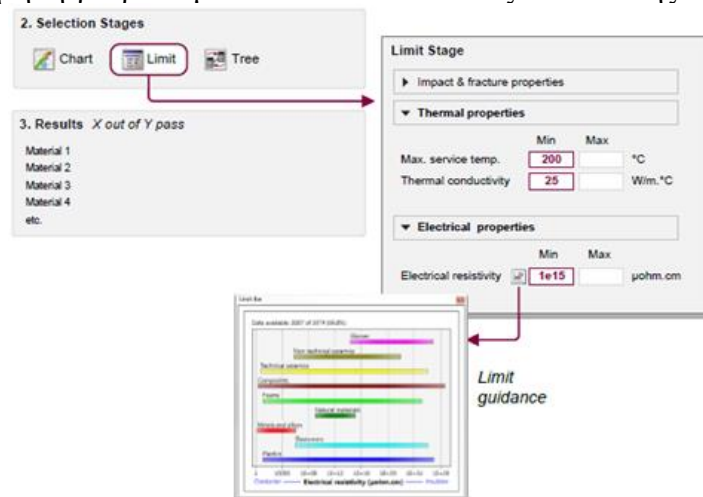 2. Selection Stages
Chart
Limit
Tree
3. Results X out of Y pass
Material 1
Material 2
Material 3
Material 4
etc.
Limit Stage
Impact & fracture properties
Thermal properties
Min Max
Max. service temp. 200 °C
Thermal conductivity 25 W/m.°C
Electrical properties
Min Max
Electrical resistivity 1e15 µohm.cm
Limit guidance
Technical ceramics
Composites
Foams
Natural materials
Metals and alloys
Elastomers
Plastics
Electrical resistivity (µohm.cm)